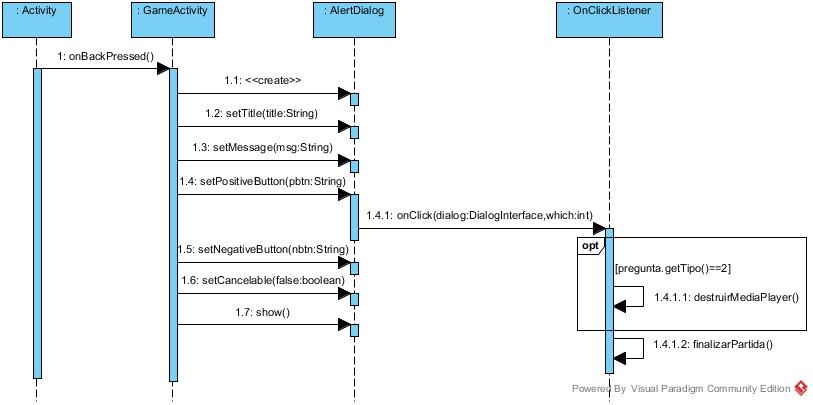 : Activity
: GameActivity
: AlertDialog
: OnClickListener
1: onBackPressed()
1.1: <<create>>
1.2: setTitle(title:String)
1.3: setMessage(msg:String)
1.4: setPositiveButton(pbtn:String)
1.4.1: onClick(dialog:DialogInterface,which:int)
opt
[pregunta.getTipo()==2]
1.4.1.1: destruirMediaPlayer()
1.5: setNegativeButton(nbtn:String)
1.6: setCancelable(false:boolean)
1.7: show()
1.4.1.2: finalizarPartida()
Powered By Visual Paradigm Community Edition